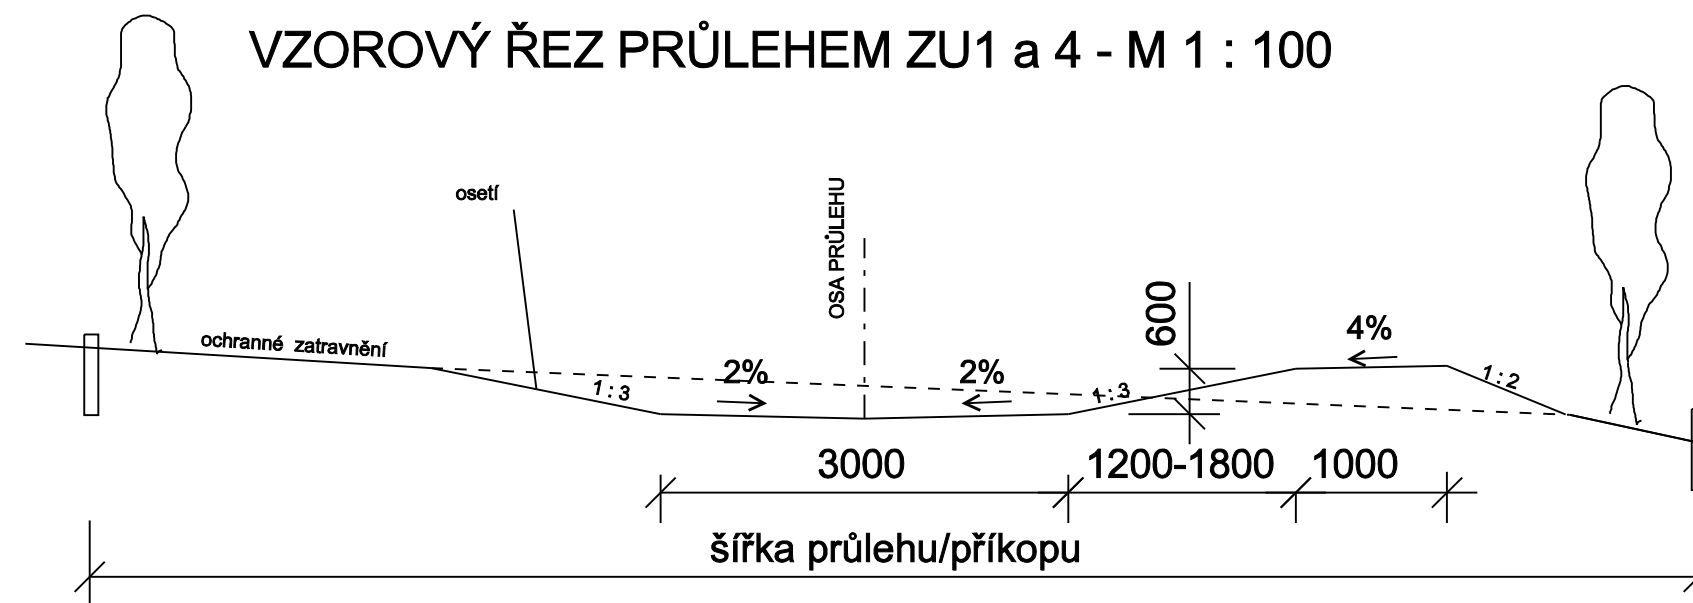 VZOROVÝ ŘEZ PRŮLEHEM ZU1 a 4 - M 1 : 100
osetí
OSA PRŮLEHU
600
4%
ochranné zatravnění
2%
2%
1 : 3
1 : 3
1 : 2
3000
1200-1800
1000
šířka průlehu/příkopu